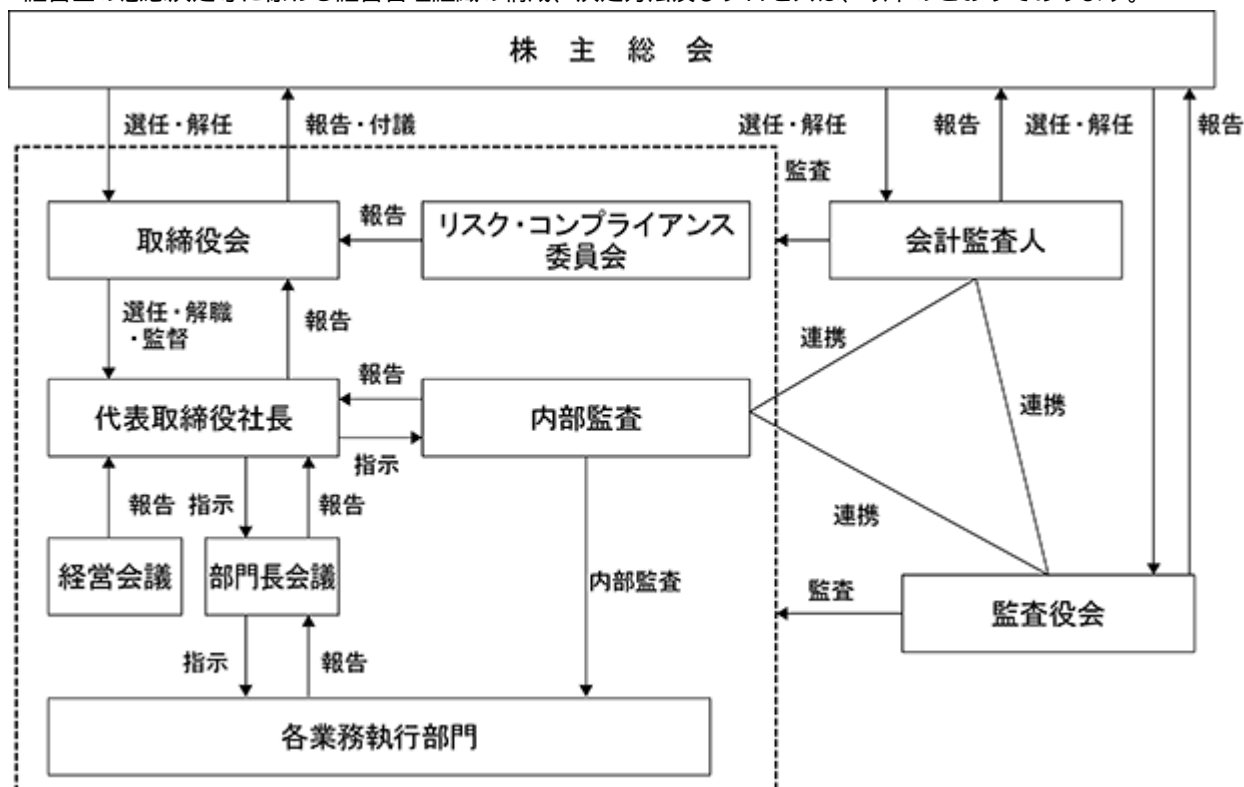 株主総会
選任・解任
報告・付議
選任・解任
報告
選任・解任
報告
監査
取締役会
報告
リスク・コンプライアンス
委員会
会計監査人
選任・解職
・監督
報告
連携
代表取締役社長
報告
指示
内部監査
連携
報告
指示
報告
連携
経営会議
部門長会議
内部監査
監査
監査役会
指示
報告
各業務執行部門